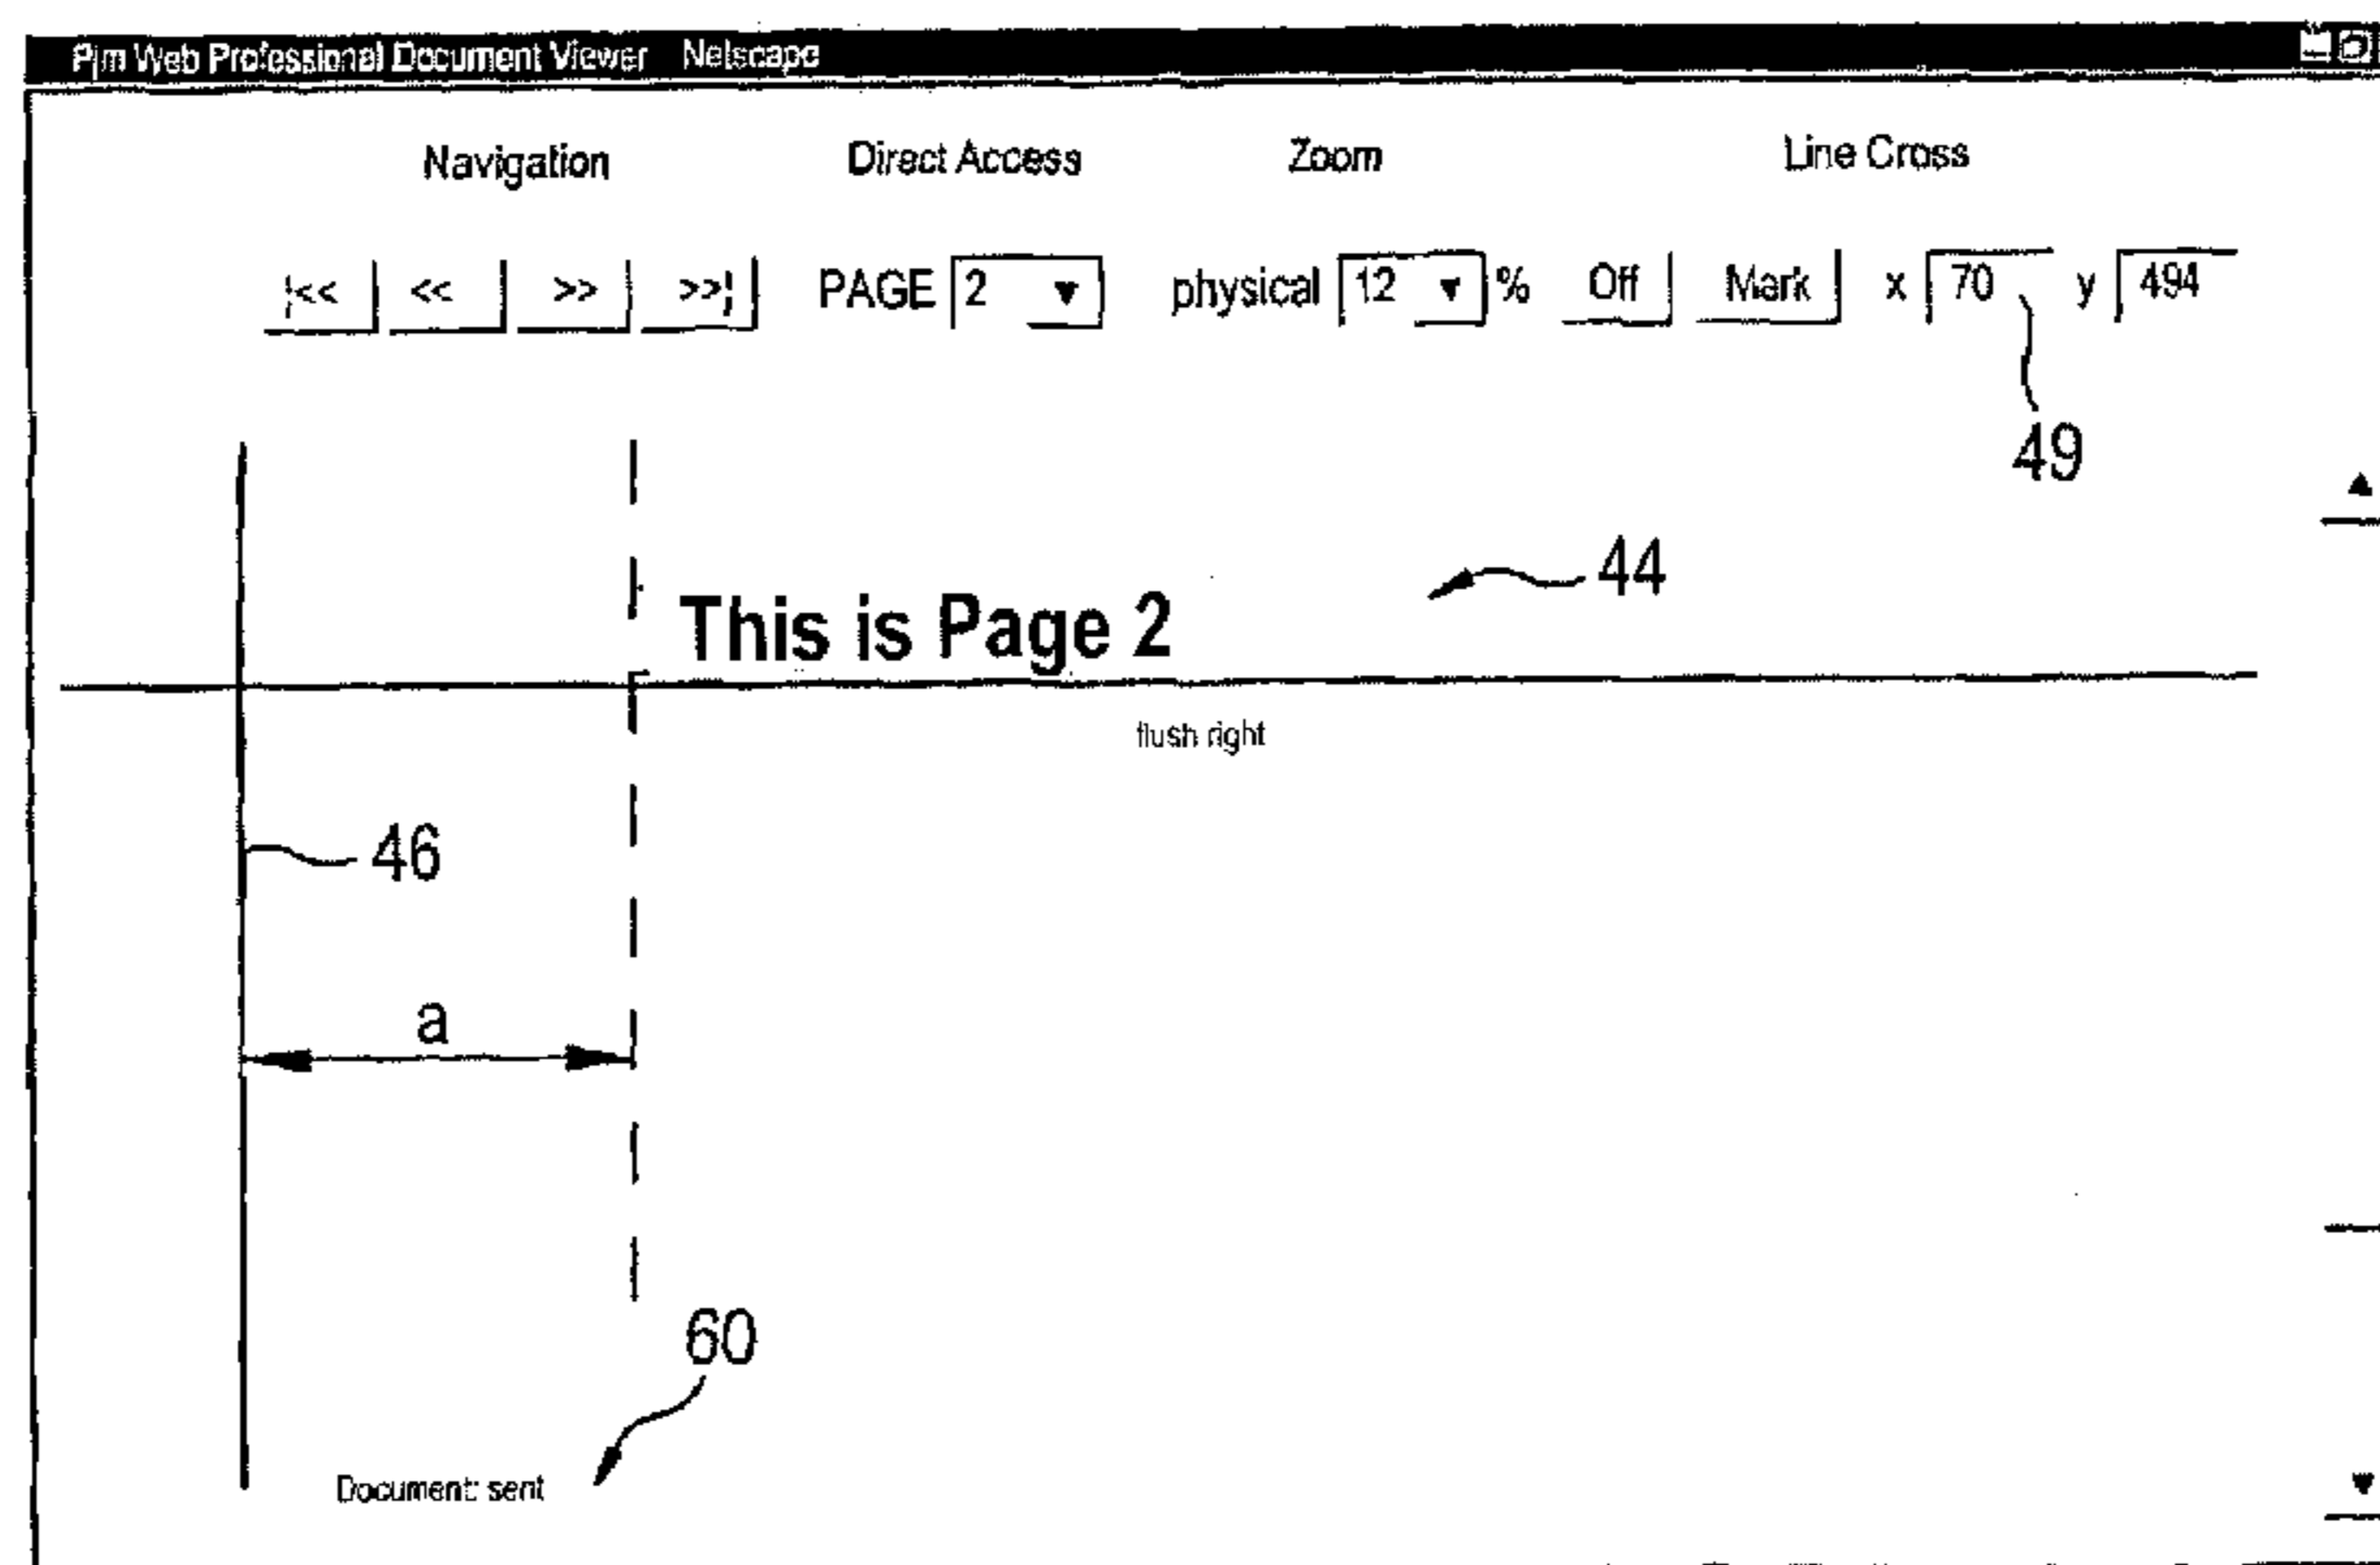 Pjm Web Professional Document Viewer Netscape
Navigation Direct Access Zoom Line Cross
|<< << >> >>| PAGE 2 ▼ physical 12 ▼ % Off Mark x 70 y 494
49
44
This is Page 2
flush right
46
a
60
Document: sent